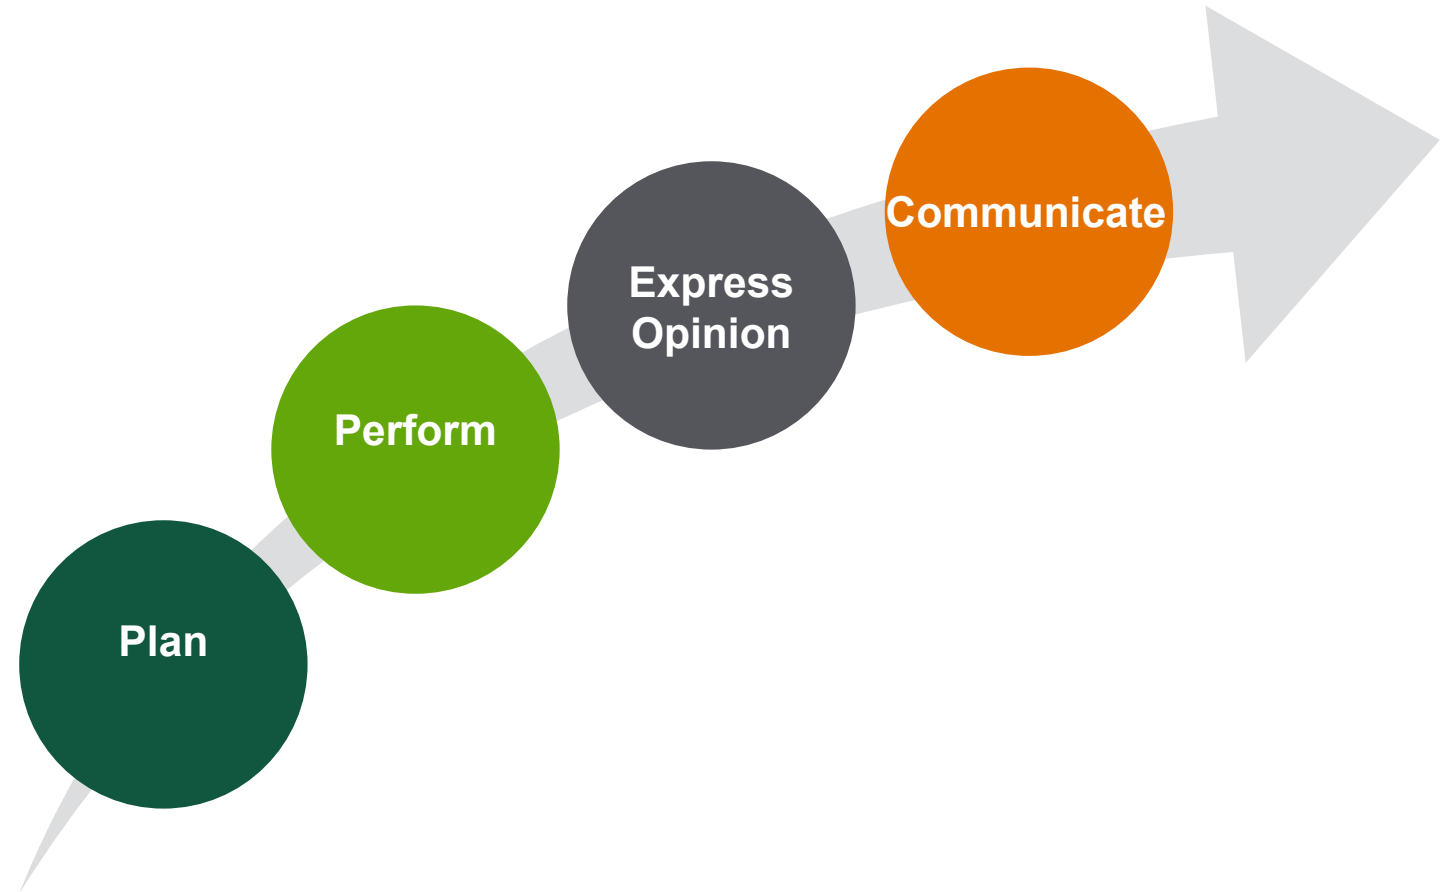 Plan
Perform
Express
Opinion
Communicate